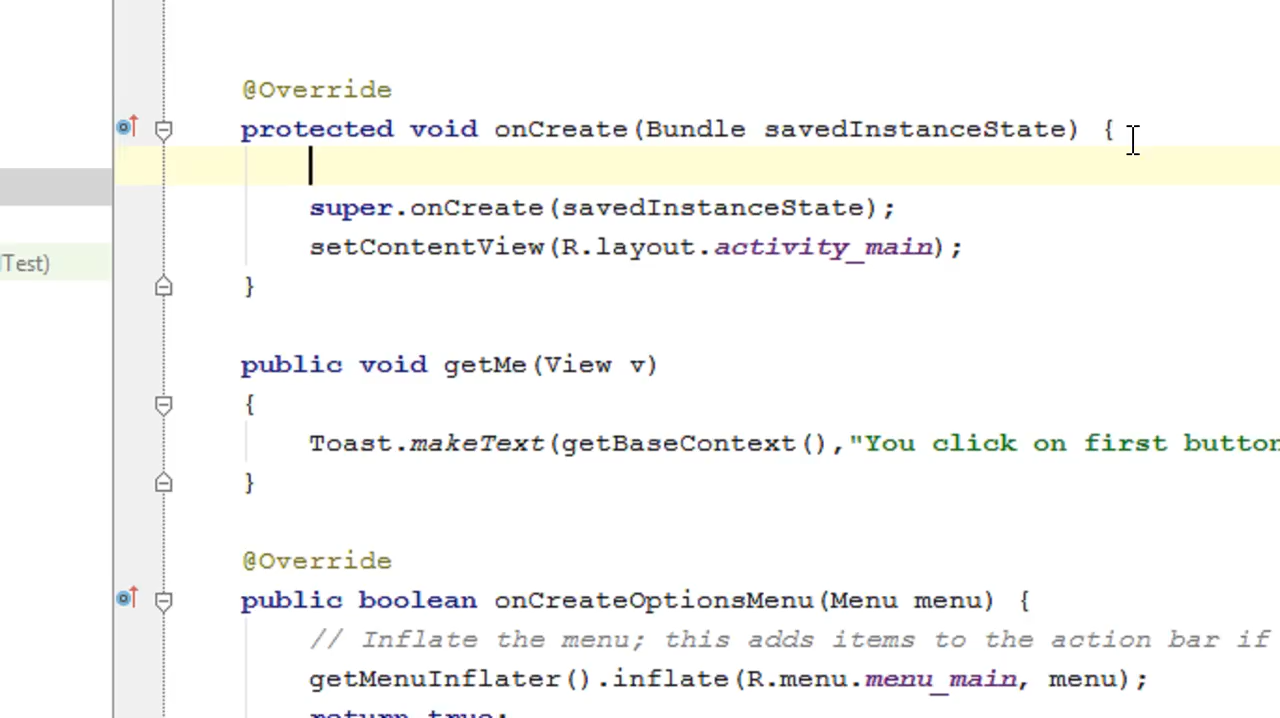 @Override
protected void onCreate(Bundle savedInstanceState) {
super.onCreate(savedInstanceState);
Test)
setContentView(R.layout.activity_main);
}
public void getMe(View v)
{
Toast.makeText(getBaseContext(),"You click on first button
}
@Override
public boolean onCreateOptionsMenu(Menu menu) {
// Inflate the menu; this adds items to the action bar if
getMenuInflater().inflate(R.menu.menu_main, menu);
return true;